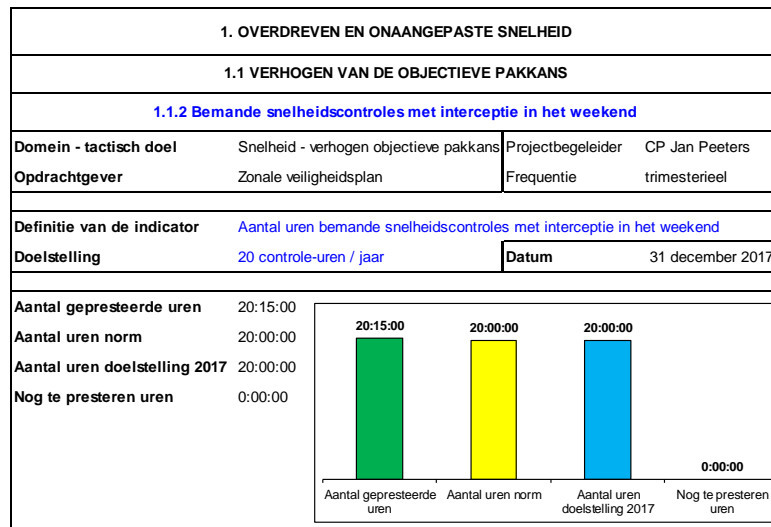 1. OVERDREVEN EN ONAANGEPASTE SNELHEID
1.1 VERHOGEN VAN DE OBJECTIEVE PAKKANS
1.1.2 Bemande snelheidscontroles met interceptie in het weekend
Domein - tactisch doel Snelheid - verhogen objectieve pakkans Projectbegeleider CP Jan Peeters
Opdrachtgever Zonale veiligheidsplan Frequentie trimesterieel
Definitie van de indicator Aantal uren bemande snelheidscontroles met interceptie in het weekend
Doelstelling 20 controle-uren / jaar Datum 31 december 2017
Aantal gepresteerde uren 20:15:00
Aantal uren norm 20:00:00
Aantal uren doelstelling 2017 20:00:00
Nog te presteren uren 0:00:00
20:15:00 20:00:00 20:00:00 0:00:00
Aantal gepresteerde Aantal uren norm Aantal uren Nog te presteren
uren doelstelling 2017 uren